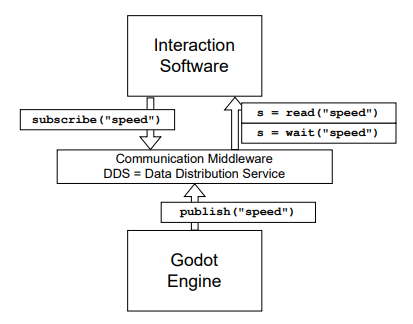 Interaction
Software
subscribe("speed")
s = read("speed")
s = wait("speed")
Communication Middleware
DDS = Data Distribution Service
publish("speed")
Godot
Engine